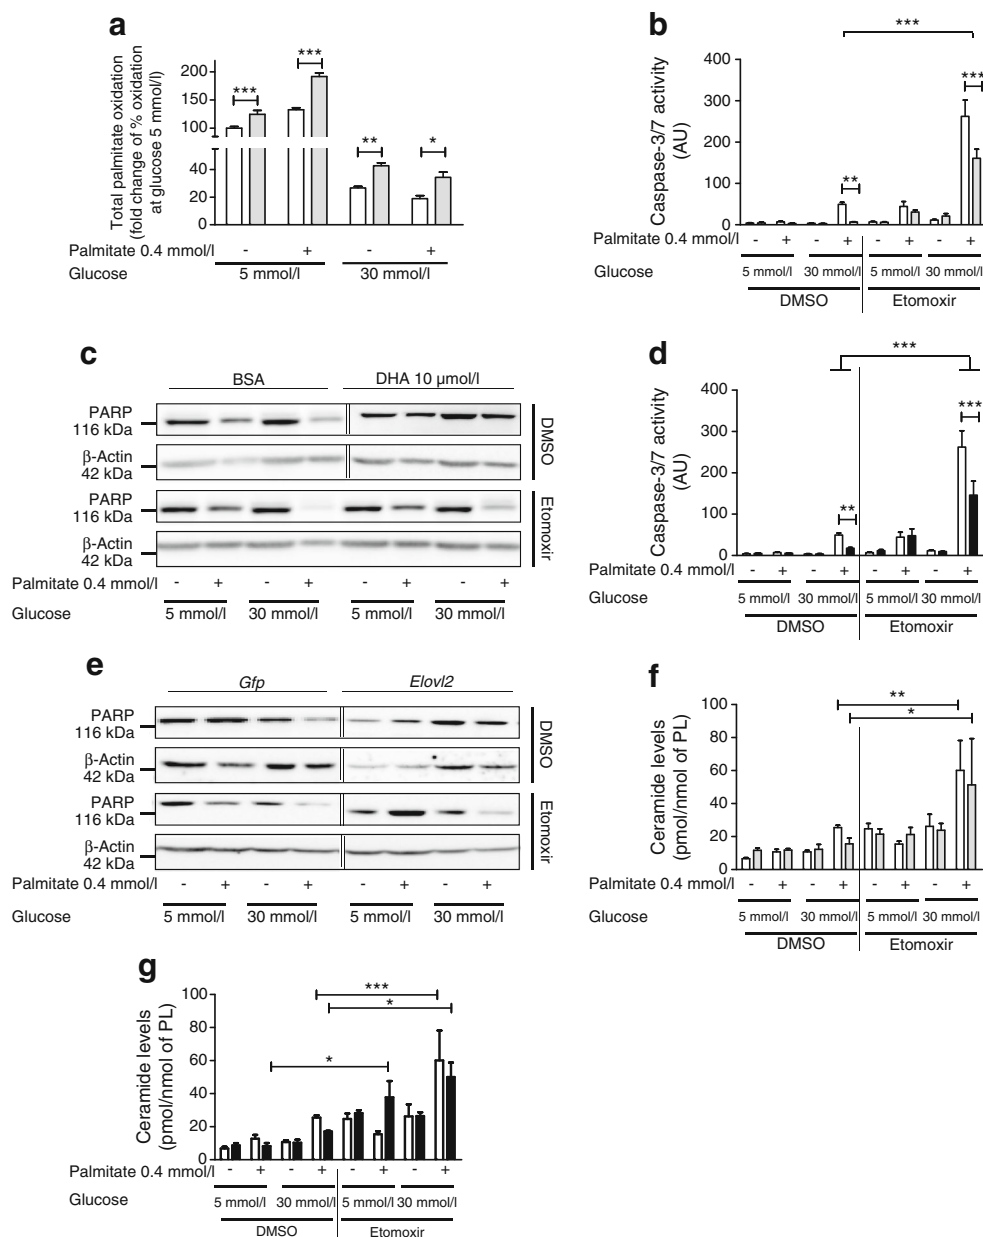 a
Total palmitate oxidation
(fold change of % oxidation
at glucose 5 mmol/l)
200
150
100
40
20
0
*** *** ** *
Palmitate 0.4 mmol/l - + - +
Glucose 5 mmol/l 30 mmol/l
b
Caspase-3/7 activity
(AU)
400
300
200
100
0
***
***
**
Palmitate 0.4 mmol/l - + - + - + - +
Glucose 5 mmol/l 30 mmol/l 5 mmol/l 30 mmol/l
DMSO Etomoxir
c
BSA DHA 10 µmol/l
PARP
116 kDa
β-Actin
42 kDa
DMSO
PARP
116 kDa
β-Actin
42 kDa
Etomoxir
Palmitate 0.4 mmol/l - + - + - + - +
Glucose 5 mmol/l 30 mmol/l 5 mmol/l 30 mmol/l
d
Caspase-3/7 activity
(AU)
400
300
200
100
0
***
***
**
Palmitate 0.4 mmol/l - + - + - + - +
Glucose 5 mmol/l 30 mmol/l 5 mmol/l 30 mmol/l
DMSO Etomoxir
e
Gfp Elovl2
PARP
116 kDa
β-Actin
42 kDa
DMSO
PARP
116 kDa
β-Actin
42 kDa
Etomoxir
Palmitate 0.4 mmol/l - + - + - + - +
Glucose 5 mmol/l 30 mmol/l 5 mmol/l 30 mmol/l
f
Ceramide levels
(pmol/nmol of PL)
100
80
60
40
20
0
**
*
Palmitate 0.4 mmol/l - + - + - + - +
Glucose 5 mmol/l 30 mmol/l 5 mmol/l 30 mmol/l
DMSO Etomoxir
g
Ceramide levels
(pmol/nmol of PL)
100
80
60
40
20
0
***
*
*
Palmitate 0.4 mmol/l - + - + - + - +
Glucose 5 mmol/l 30 mmol/l 5 mmol/l 30 mmol/l
DMSO Etomoxir